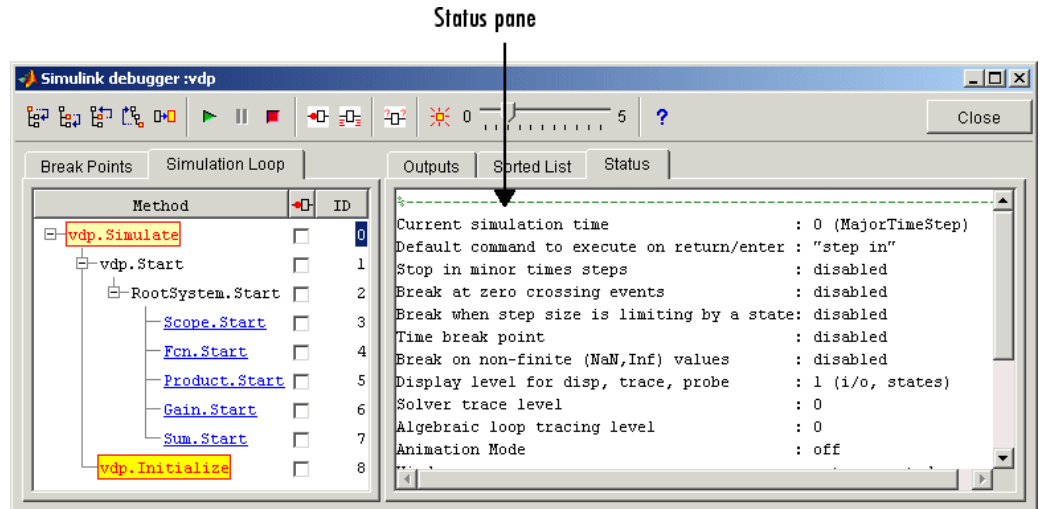 Status pane
Simulink debugger :vdp
0 5 ? Close
Break Points Simulation Loop Outputs Sorted List Status
Method ID
vdp.Simulate 0
vdp.Start 1
RootSystem.Start 2
Scope.Start 3
Fcn.Start 4
Product.Start 5
Gain.Start 6
Sum.Start 7
vdp.Initialize 8
%----------------------------------------------------------------
Current simulation time : 0 (MajorTimeStep)
Default command to execute on return/enter : "step in"
Stop in minor times steps : disabled
Break at zero crossing events : disabled
Break when step size is limiting by a state: disabled
Time break point : disabled
Break on non-finite (NaN,Inf) values : disabled
Display level for disp, trace, probe : 1 (i/o, states)
Solver trace level : 0
Algebraic loop tracing level : 0
Animation Mode : off